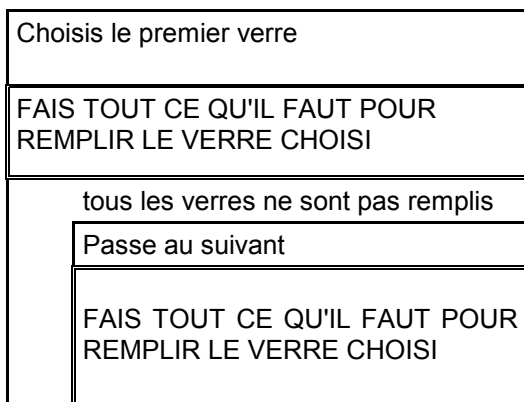 Choisis le premier verre
FAIS TOUT CE QU'IL FAUT POUR
REMPLIR LE VERRE CHOISI
tous les verres ne sont pas remplis
Passe au suivant
FAIS TOUT CE QU'IL FAUT POUR
REMPLIR LE VERRE CHOISI